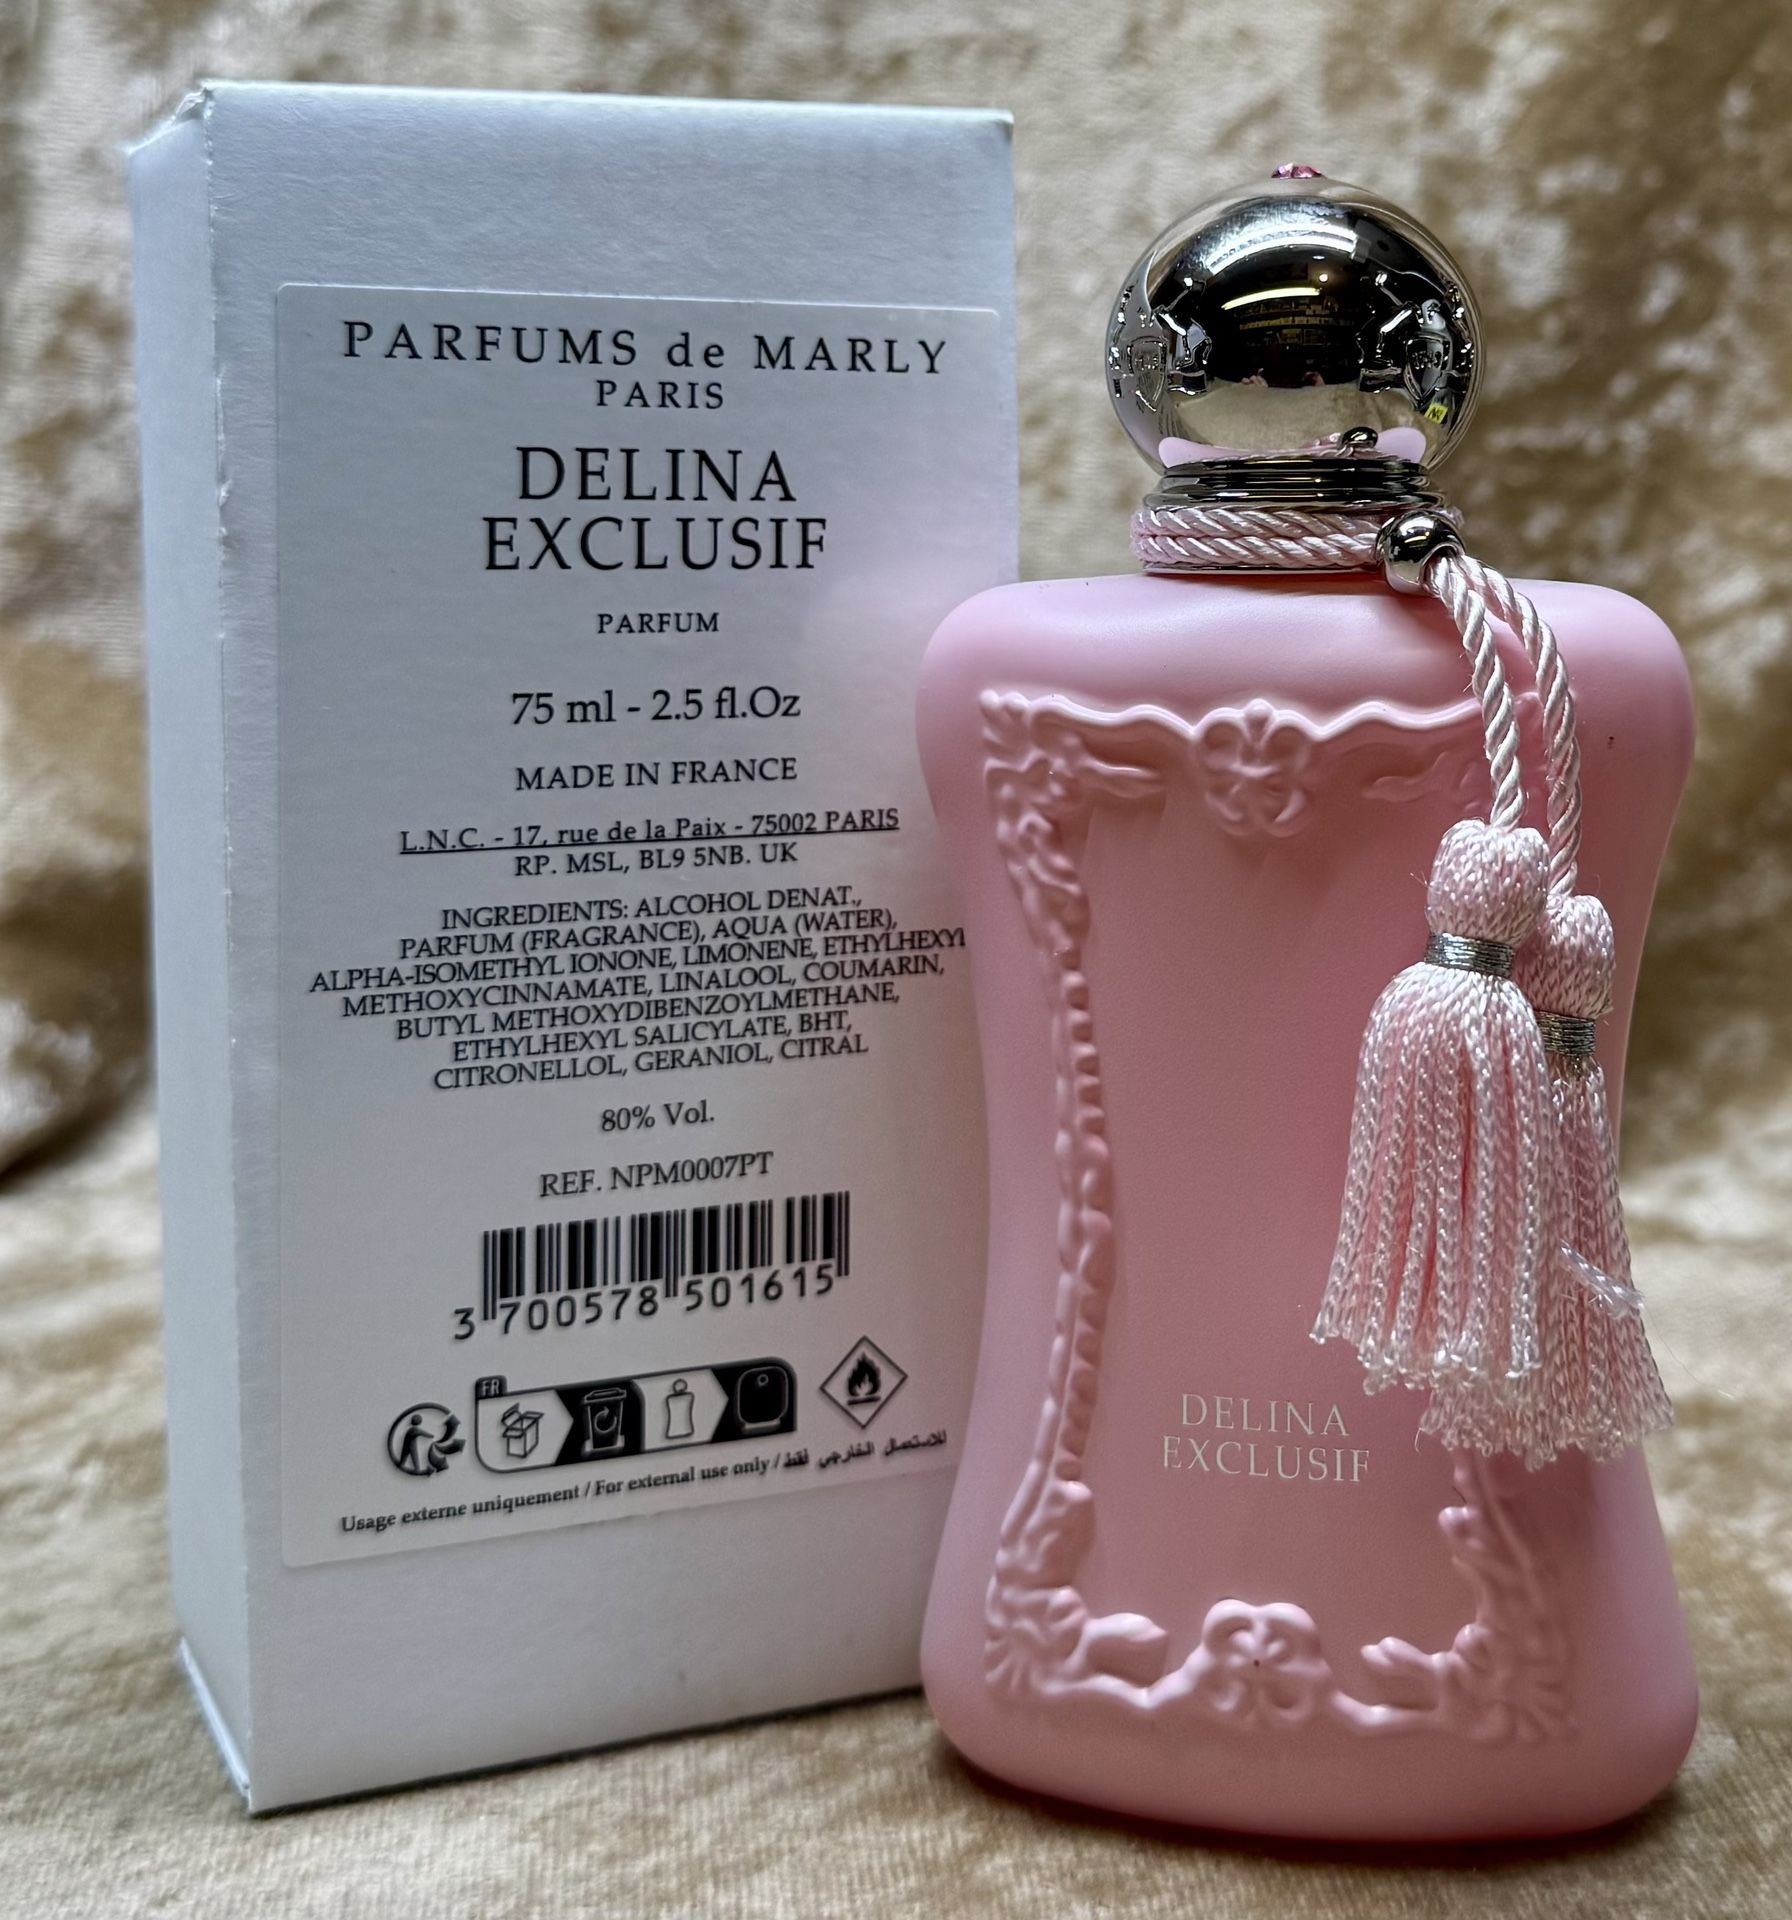 PARFUMS de MARLY
PARIS
DELINA
EXCLUSIF
PARFUM
75 ml - 2.5 fl.Oz
MADE IN FRANCE
L.N.C. - 17, rue de la Paix - 75002 PARIS
RP. MSL, BL9 5NB. UK
INGREDIENTS: ALCOHOL DENAT.,
PARFUM (FRAGRANCE), AQUA (WATER),
ALPHA-ISOMETHYL IONONE, LIMONENE, ETHYLHEXYL
METHOXYCINNAMATE, LINALOOL, COUMARIN,
BUTYL METHOXYDIBENZOYLMETHANE,
ETHYLHEXYL SALICYLATE, BHT,
CITRONELLOL, GERANIOL, CITRAL
80% Vol.
REF. NPM0007PT
3 700578 501615
FR
Usage externe uniquement / For external use only / للاستعمال الخارجي فقط
DELINA
EXCLUSIF